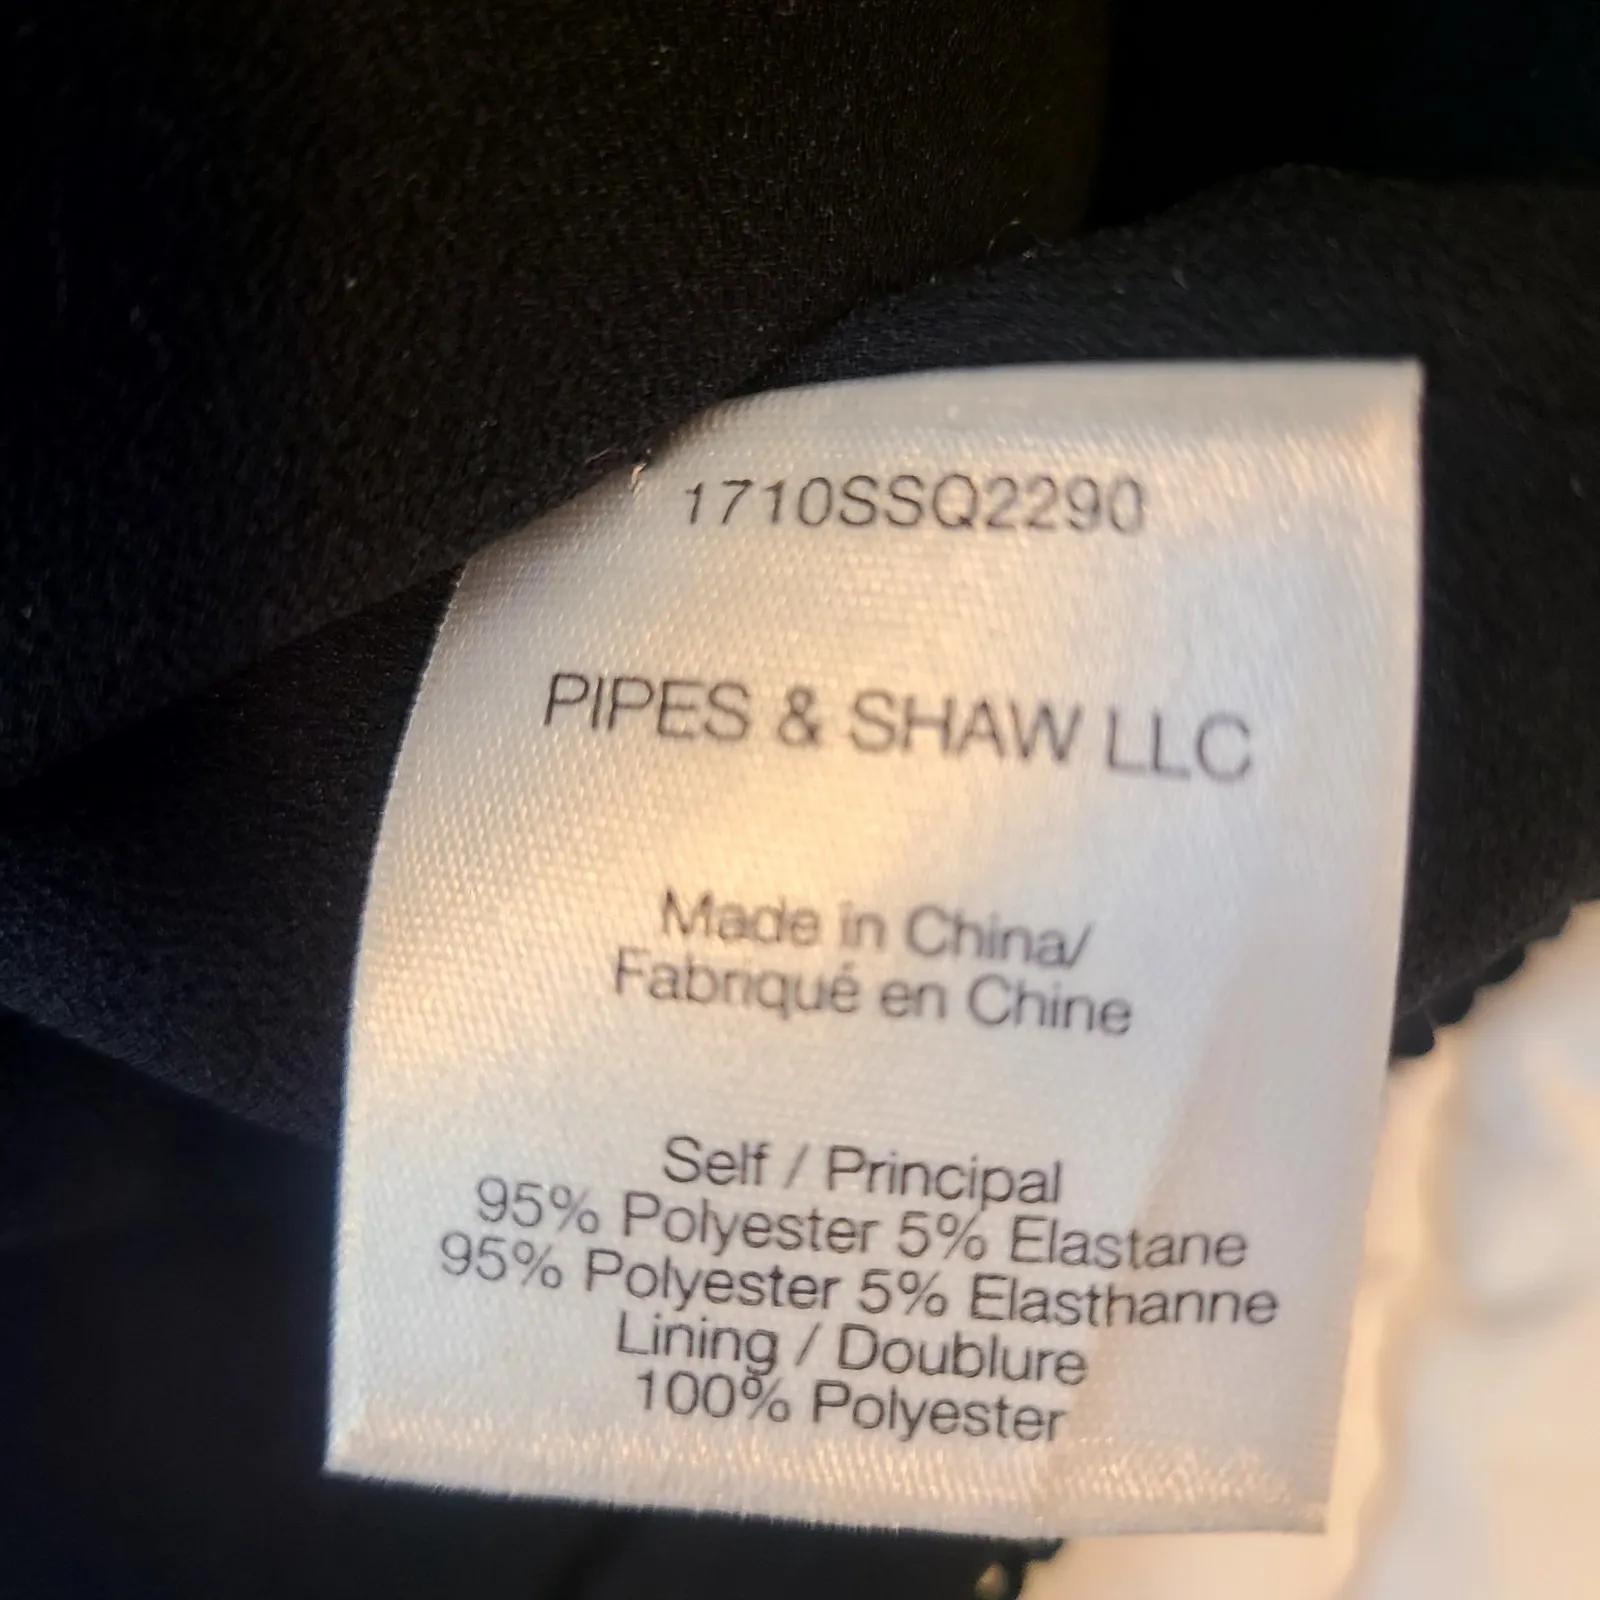 1710SSQ2290
PIPES & SHAW LLC
Made in China/
Fabriqué en Chine
Self / Principal
95% Polyester 5% Elastane
95% Polyester 5% Elasthanne
Lining / Doublure
100% Polyester